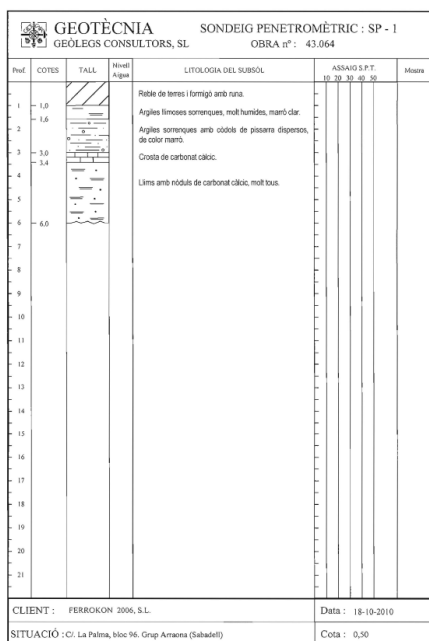 GEOTÈCNIA
GEÒLEGS CONSULTORS, SL
SONDEIG PENETROMÈTRIC : SP - 1
OBRA nº : 43.064
Prof. COTES TALL Nivell Aigua LITOLOGIA DEL SUBSÒL ASSAIG S.P.T. Mostra
10 20 30 40 50
Reble de terres i formigó amb runa.
1 1,0
Argiles llimoses sorrenques, molt humides, marró clar.
1,6
2
Argiles sorrenques amb còdols de pissarra dispersos,
de color marró.
3 3,0
Crosta de carbonat càlcic.
3,4
4
Llims amb nòduls de carbonat càlcic, molt tous.
5
6 6,0
7
8
9
10
11
12
13
14
15
16
17
18
19
20
21
CLIENT : FERROKON 2006, S.L.
Data : 18-10-2010
SITUACIÓ : C/. La Palma, bloc 96. Grup Arraona (Sabadell)
Cota : 0,50